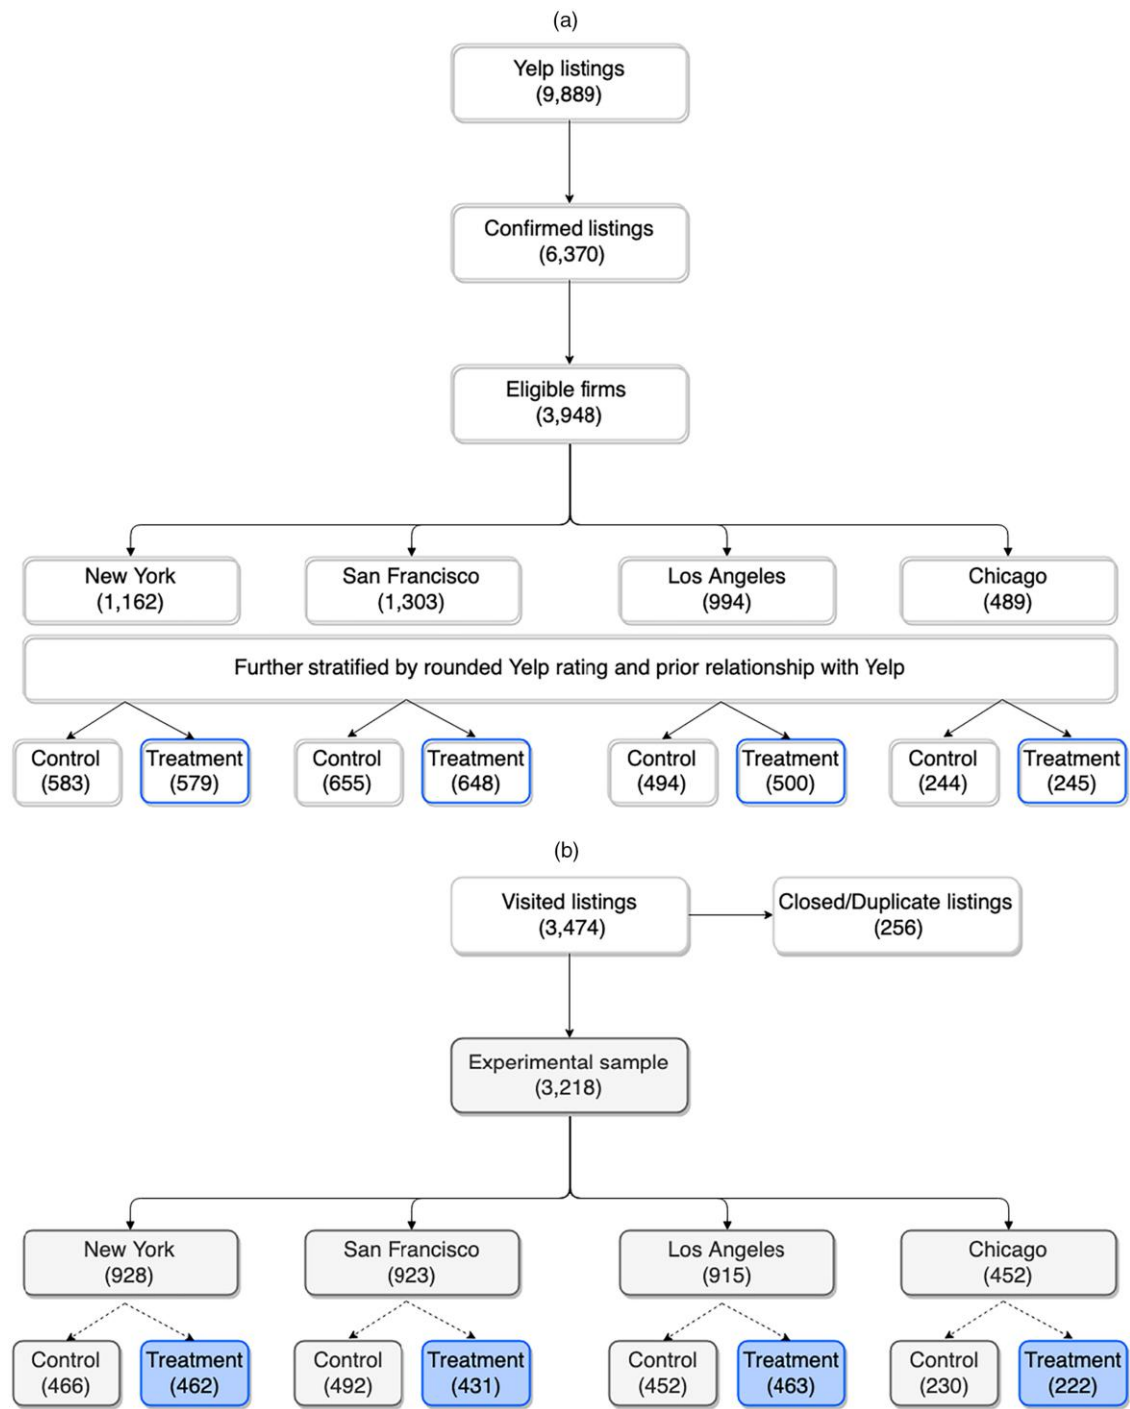 (a)
Yelp listings
(9,889)
Confirmed listings
(6,370)
Eligible firms
(3,948)
New York
(1,162)
San Francisco
(1,303)
Los Angeles
(994)
Chicago
(489)
Further stratified by rounded Yelp rating and prior relationship with Yelp
Control
(583)
Treatment
(579)
Control
(655)
Treatment
(648)
Control
(494)
Treatment
(500)
Control
(244)
Treatment
(245)
(b)
Visited listings
(3,474)
Closed/Duplicate listings
(256)
Experimental sample
(3,218)
New York
(928)
San Francisco
(923)
Los Angeles
(915)
Chicago
(452)
Control
(466)
Treatment
(462)
Control
(492)
Treatment
(431)
Control
(452)
Treatment
(463)
Control
(230)
Treatment
(222)